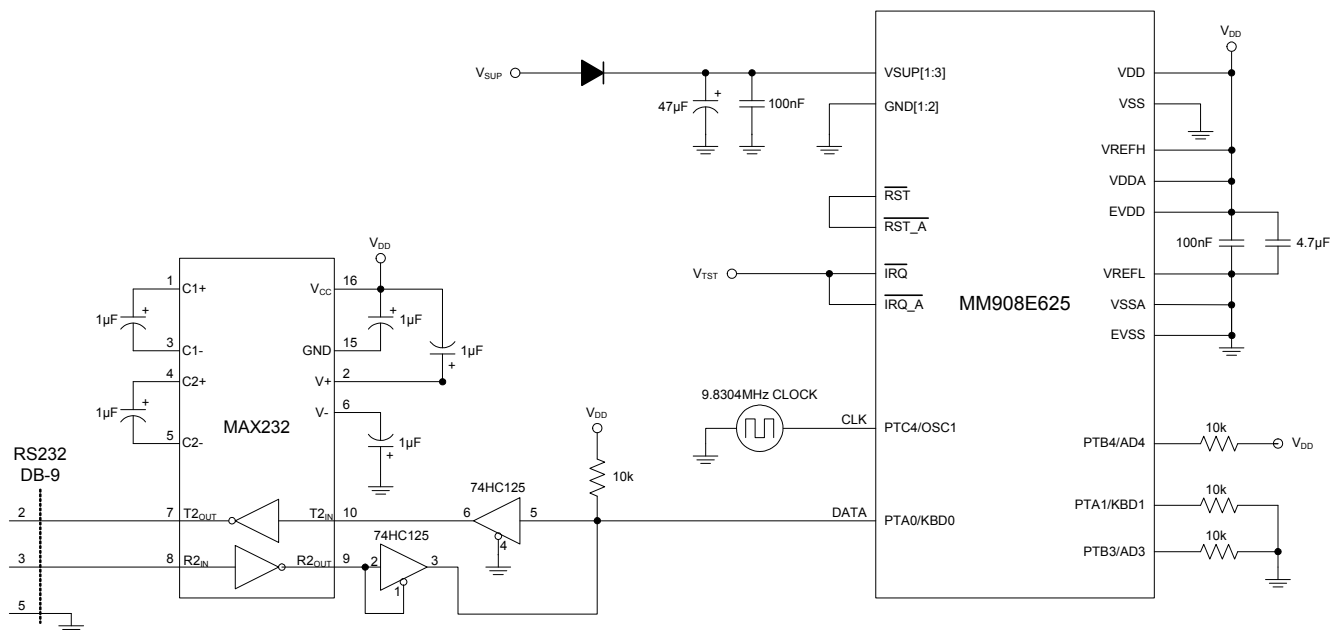 VDD
VSUP
VSUP[1:3]
VDD
47µF
+
100nF
GND[1:2]
VSS
VREFH
VDDA
RST
EVDD
RST_A
100nF
4.7µF
VDD
VTST
IRQ
VREFL
IRQ_A
MM908E625
VSSA
EVSS
1
C1+
VCC
16
1µF
+
+
1µF
3
C1-
GND
15
1µF
+
4
C2+
V+
2
1µF
+
V-
6
MAX232
1µF
+
5
C2-
9.8304MHz CLOCK
CLK
PTC4/OSC1
VDD
10k
PTB4/AD4
10k
VDD
RS232
DB-9
74HC125
10k
PTA1/KBD1
2
7
T2OUT
T2IN
10
6
5
4
DATA
PTA0/KBD0
74HC125
10k
PTB3/AD3
3
8
R2IN
R2OUT
9
2
3
1
5